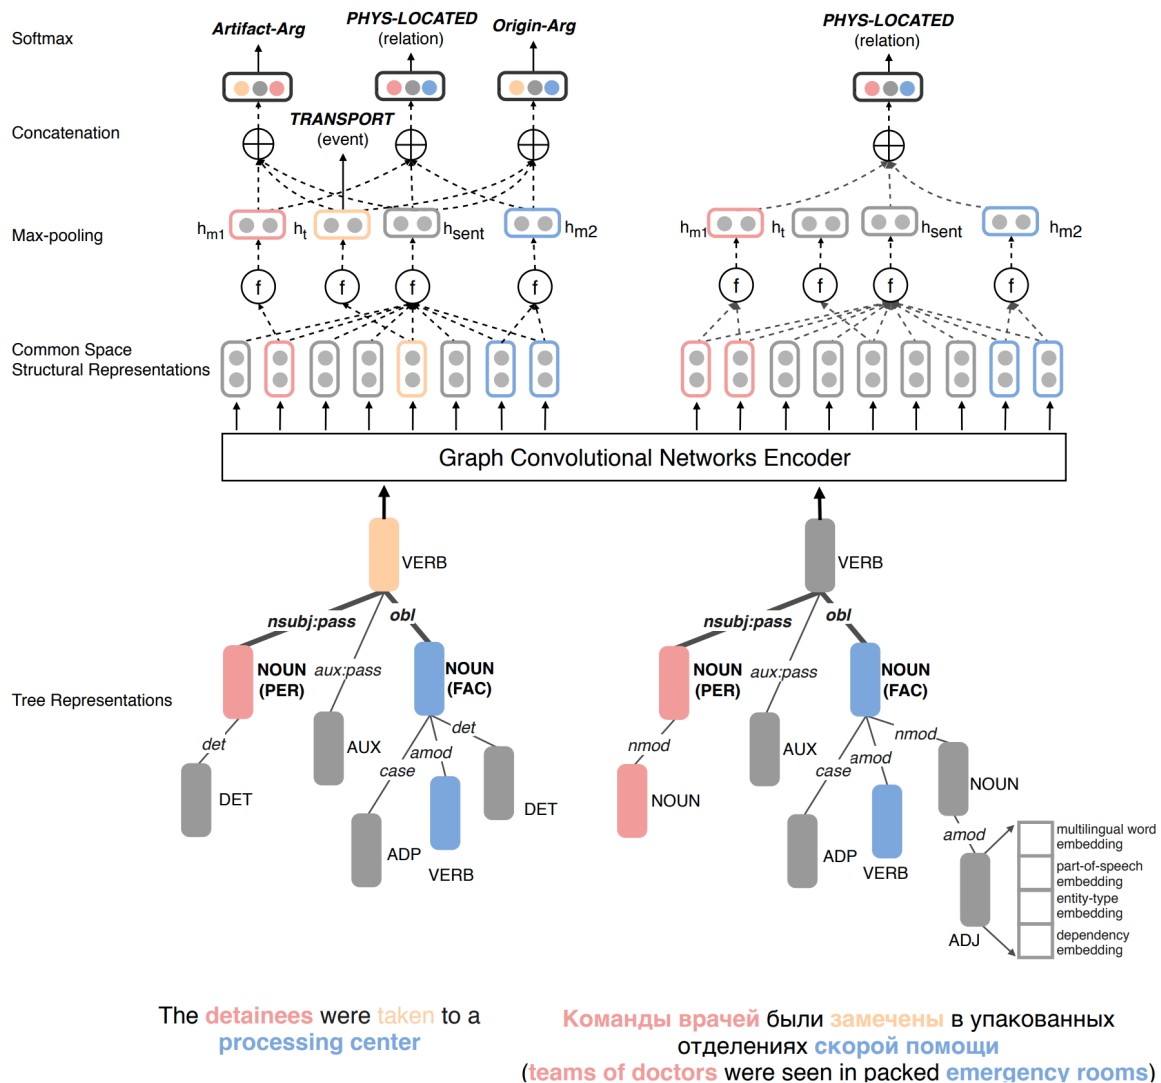 Softmax
Artifact-Arg
PHYS-LOCATED
(relation)
Origin-Arg
PHYS-LOCATED
(relation)
Concatenation
TRANSPORT
(event)
Max-pooling
hm1
ht
hsent
hm2
hm1
ht
hsent
hm2
f
f
f
f
f
f
f
f
Common Space
Structural Representations
Graph Convolutional Networks Encoder
Tree Representations
VERB
nsubj:pass
obl
NOUN
(PER)
aux:pass
NOUN
(FAC)
det
DET
AUX
case
amod
det
ADP
VERB
DET
VERB
nsubj:pass
obl
NOUN
(PER)
aux:pass
NOUN
(FAC)
nmod
NOUN
AUX
case
amod
nmod
NOUN
ADP
VERB
amod
ADJ
multilingual word
embedding
part-of-speech
embedding
entity-type
embedding
dependency
embedding
The detainees were taken to a
processing center
Команды врачей были замечены в упакованных
отделениях скорой помощи
(teams of doctors were seen in packed emergency rooms)